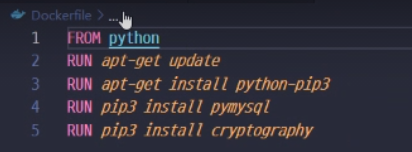 Dockerfile > ...
1 FROM python
2 RUN apt-get update
3 RUN apt-get install python-pip3
4 RUN pip3 install pymysql
5 RUN pip3 install cryptography